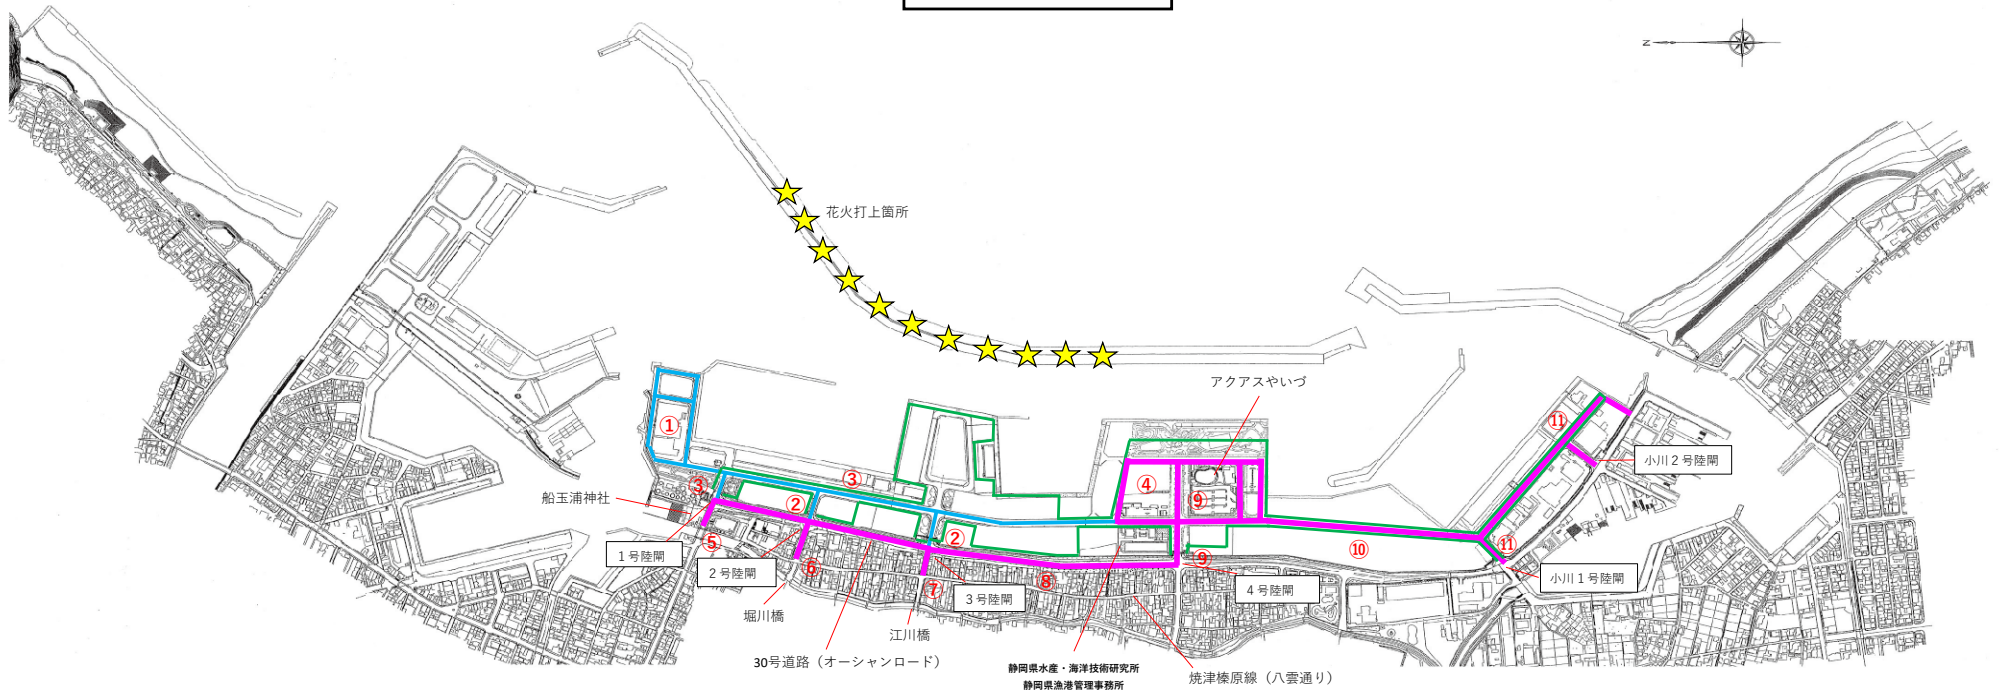 N
花火打上箇所
アクアスやいづ
①
③
③
②
②
④
⑨
⑪
小川２号陸閘
船玉浦神社
１号陸閘
⑤
２号陸閘
⑥
⑦
３号陸閘
⑧
⑨
４号陸閘
⑩
⑪
小川１号陸閘
堀川橋
江川橋
30号道路（オーシャンロード）
静岡県水産・海洋技術研究所
静岡県漁港管理事務所
焼津榛原線（八雲通り）